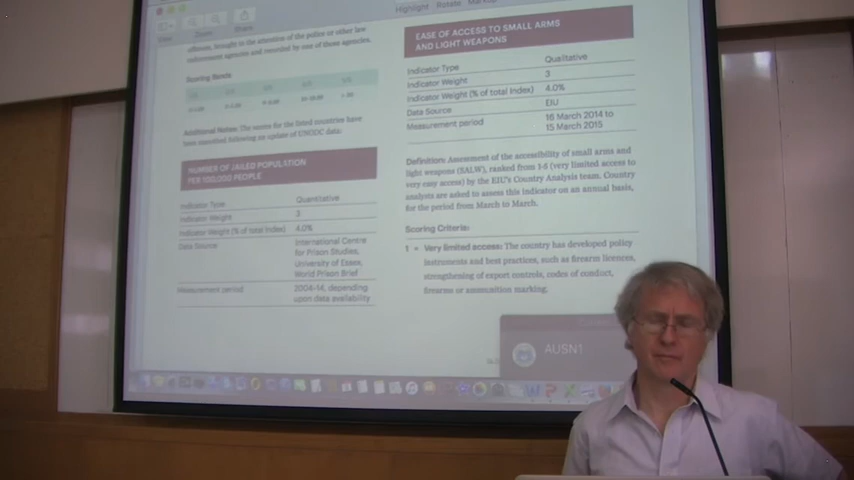 Highlight Rotate Markup
View Zoom Share
offences, brought to the attention of the police or other law
enforcement agencies and recorded by one of these agencies.
Scoring Bands
Additional Notes: The scores for the listed countries have
been
following an update of UNODC data:
NUMBER OF JAILED POPULATION
PER 100,000 PEOPLE
Indicator Type Quantitative
Indicator Weight 3
Indicator Weight (% of total Index) 4.0%
Data Source International Centre
for Prison Studies,
University of Essex,
World Prison Brief
Measurement period 2004-14, depending
upon data availability
EASE OF ACCESS TO SMALL ARMS
AND LIGHT WEAPONS
Indicator Type Qualitative
Indicator Weight 3
Indicator Weight (% of total Index) 4.0%
Data Source EIU
Measurement period 16 March 2014 to
15 March 2015
Definition: Assessment of the accessibility of small arms and
light weapons (SALW), ranked from 1-5 (very limited access to
very easy access) by the EIU's Country Analysis team. Country
analysts are asked to assess this indicator on an annual basis,
for the period from March to March.
Scoring Criteria:
1 = Very limited access: The country has developed policy
instruments and best practices, such as firearm licences,
strengthening of export controls, codes of conduct,
firearms or ammunition marking.
AUSN1